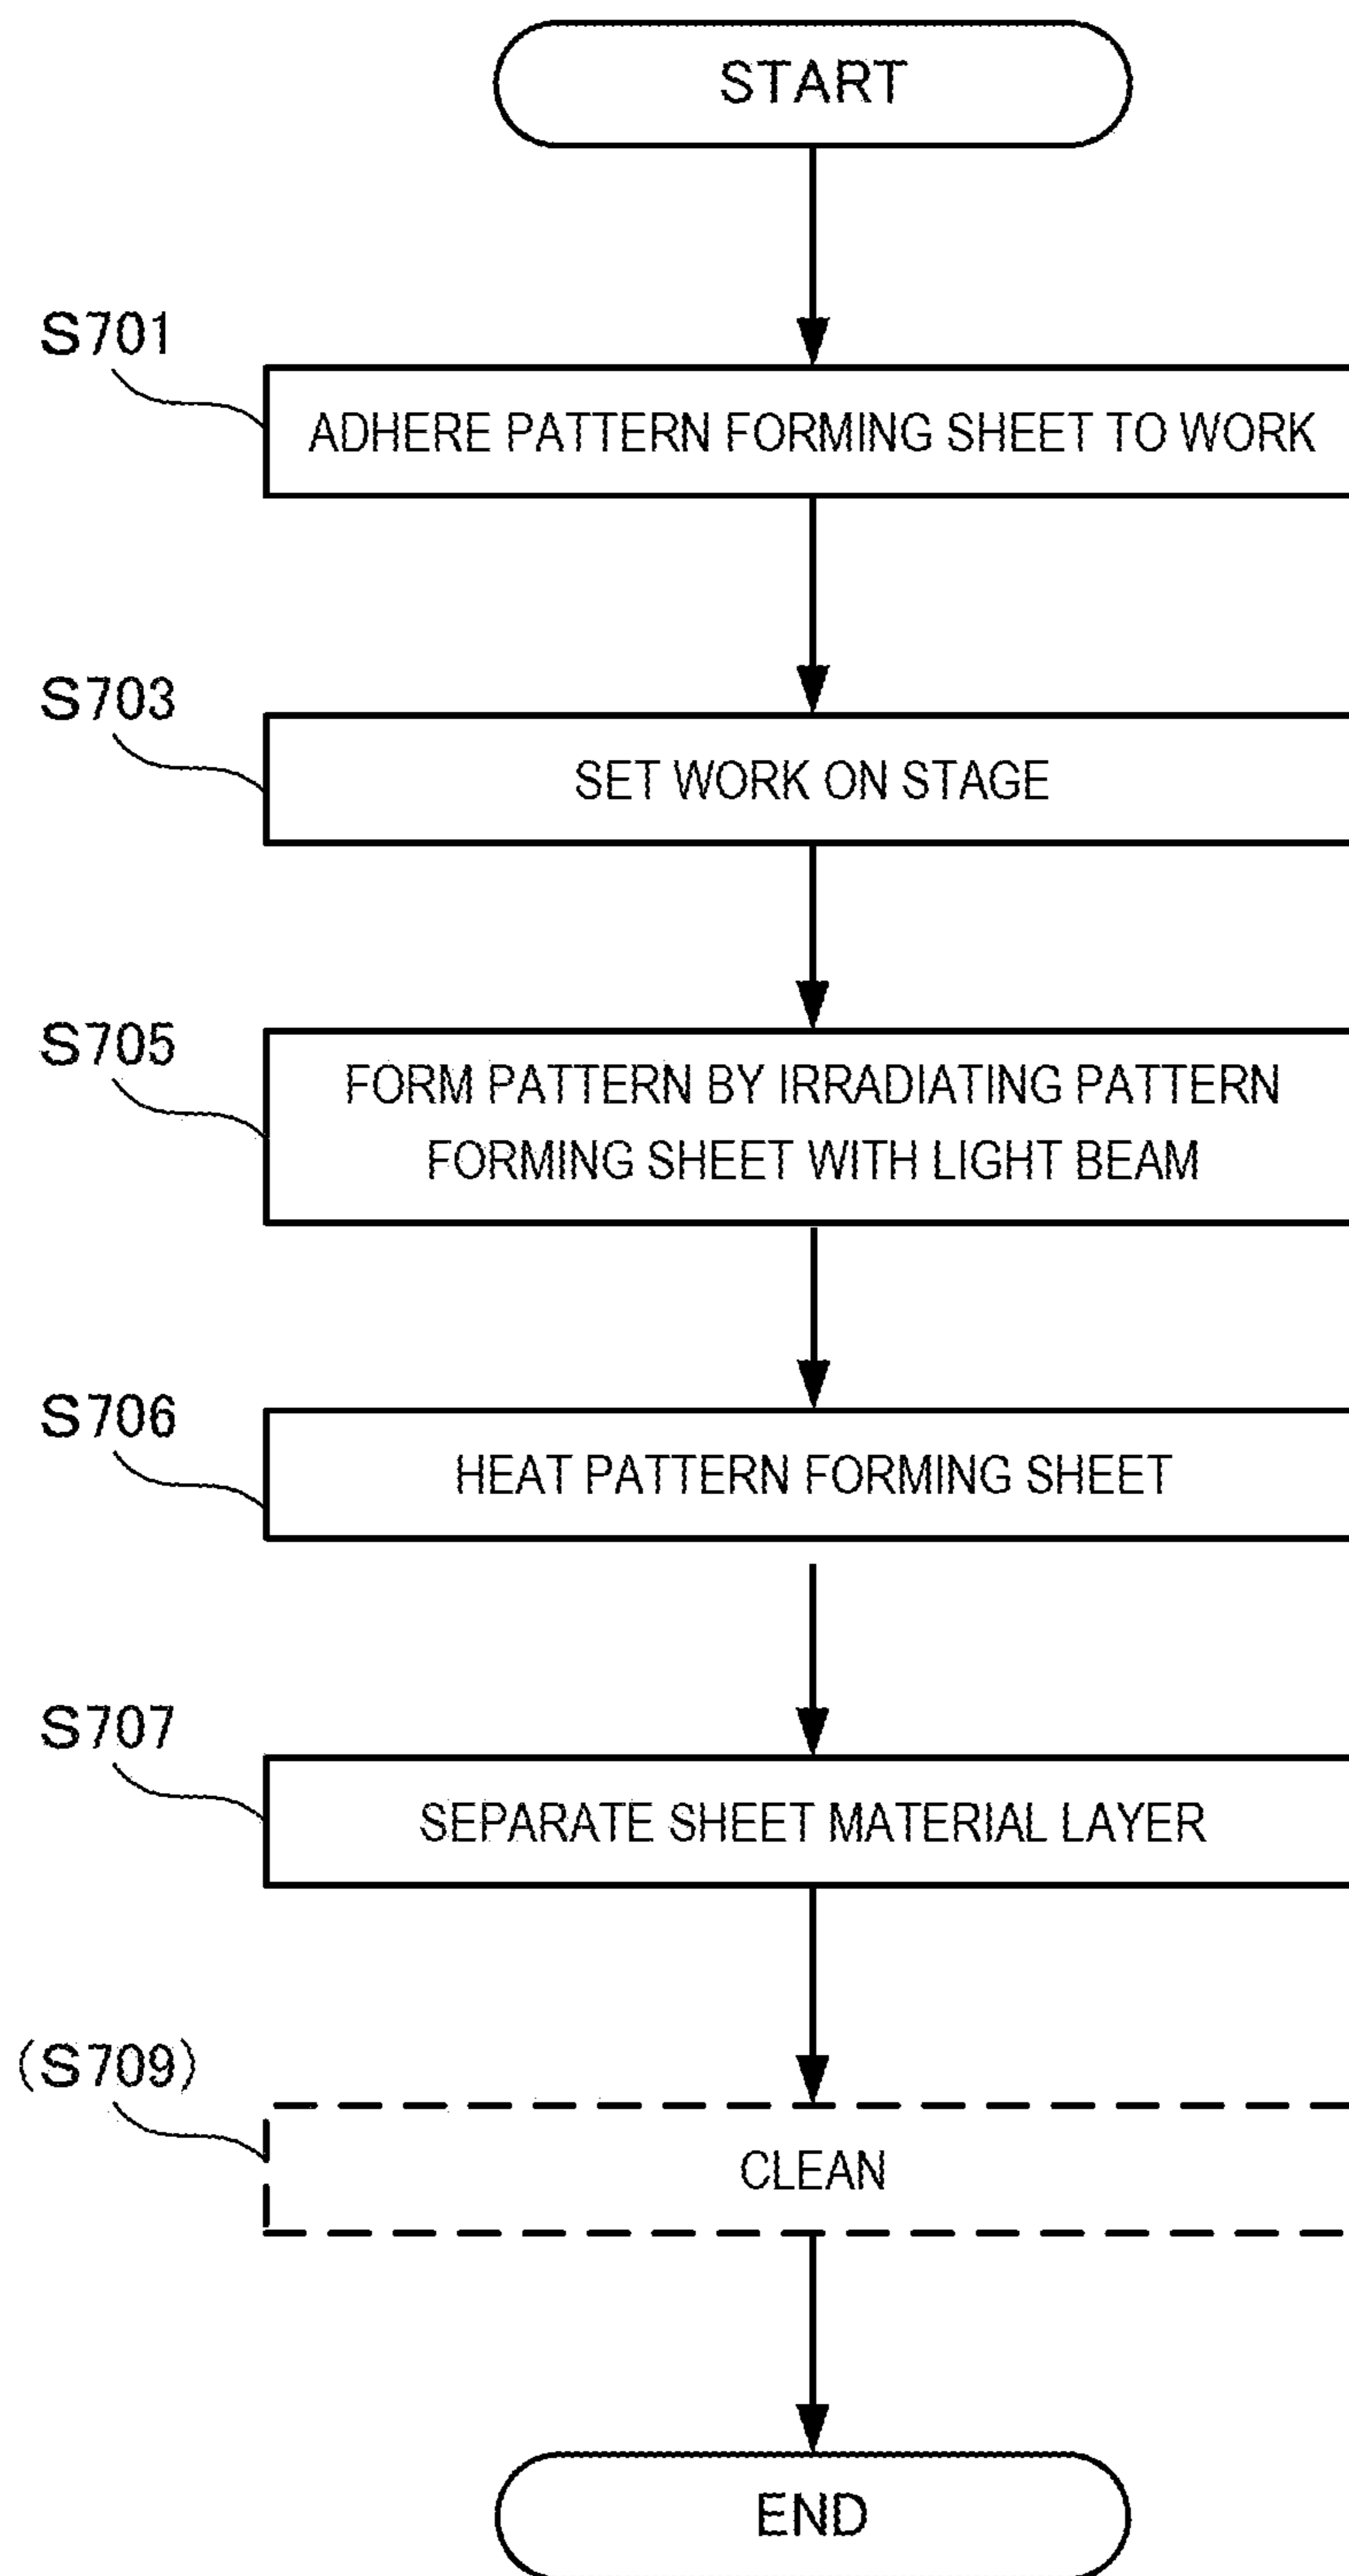 START
S701
ADHERE PATTERN FORMING SHEET TO WORK
S703
SET WORK ON STAGE
S705
FORM PATTERN BY IRRADIATING PATTERN
FORMING SHEET WITH LIGHT BEAM
S706
HEAT PATTERN FORMING SHEET
S707
SEPARATE SHEET MATERIAL LAYER
(S709)
CLEAN
END